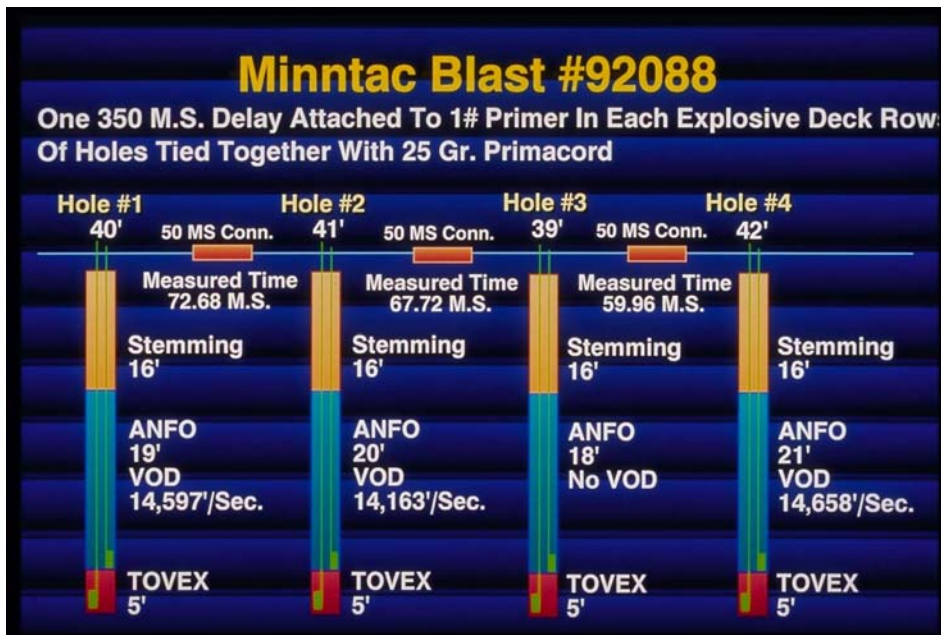 Minntac Blast #92088
One 350 M.S. Delay Attached To 1# Primer In Each Explosive Deck Row
Of Holes Tied Together With 25 Gr. Primacord
Hole #1 Hole #2 Hole #3 Hole #4
40' 50 MS Conn. 41' 50 MS Conn. 39' 50 MS Conn. 42'
Measured Time Measured Time Measured Time
72.68 M.S. 67.72 M.S. 59.96 M.S.
Stemming Stemming Stemming Stemming
16' 16' 16' 16'
ANFO ANFO ANFO ANFO
19' 20' 18' 21'
VOD VOD No VOD VOD
14,597'/Sec. 14,163'/Sec. 14,658'/Sec.
TOVEX TOVEX TOVEX TOVEX
5' 5' 5' 5'